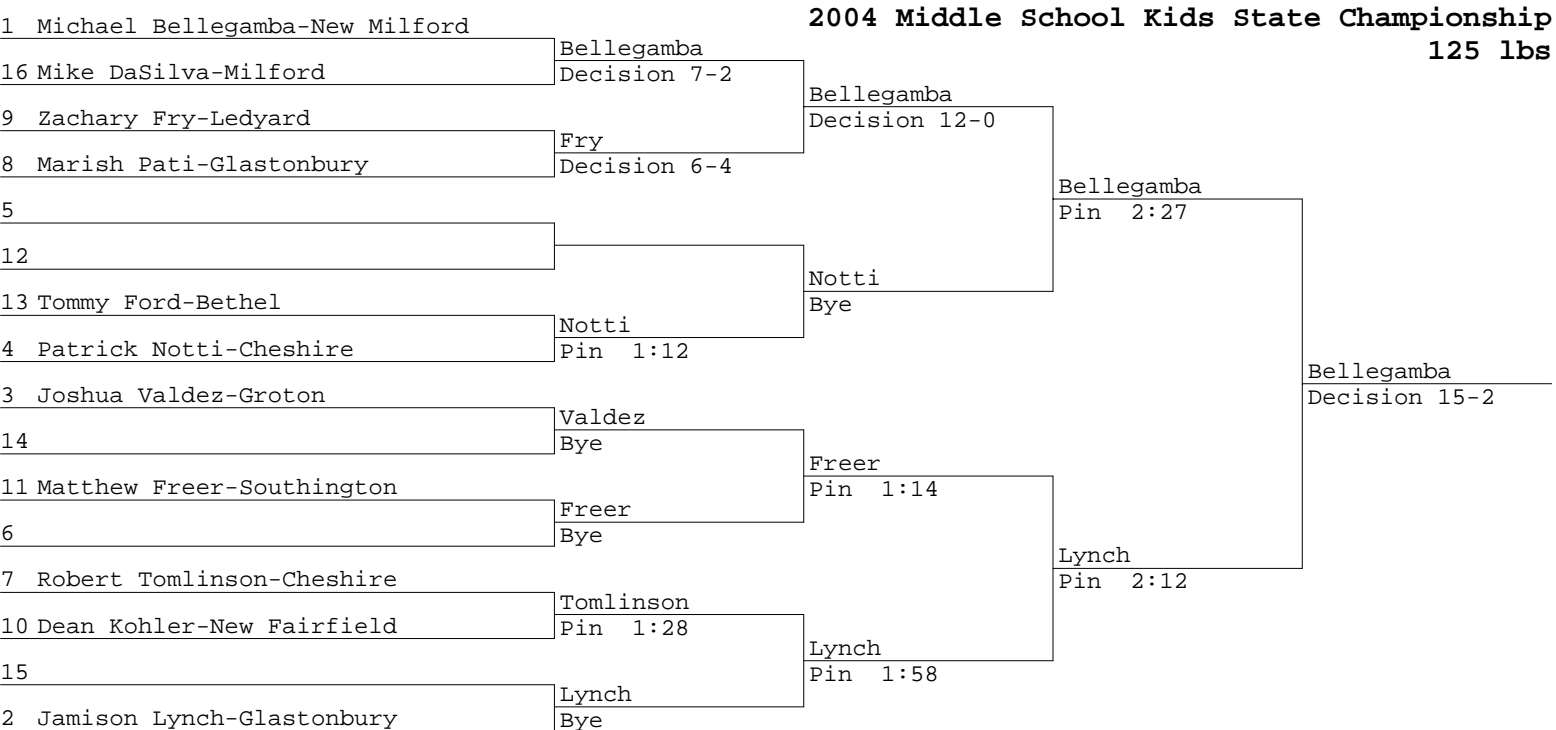 2004 Middle School Kids State Championship
125 lbs
1 Michael Bellegamba-New Milford
16 Mike DaSilva-Milford
9 Zachary Fry-Ledyard
8 Marish Pati-Glastonbury
5
12
13 Tommy Ford-Bethel
4 Patrick Notti-Cheshire
3 Joshua Valdez-Groton
14
11 Matthew Freer-Southington
6
7 Robert Tomlinson-Cheshire
10 Dean Kohler-New Fairfield
15
2 Jamison Lynch-Glastonbury
Bellegamba
Decision 7-2
Fry
Decision 6-4
Notti
Pin 1:12
Valdez
Bye
Freer
Bye
Tomlinson
Pin 1:28
Lynch
Bye
Bellegamba
Decision 12-0
Notti
Bye
Freer
Pin 1:14
Lynch
Pin 1:58
Bellegamba
Pin 2:27
Lynch
Pin 2:12
Bellegamba
Decision 15-2